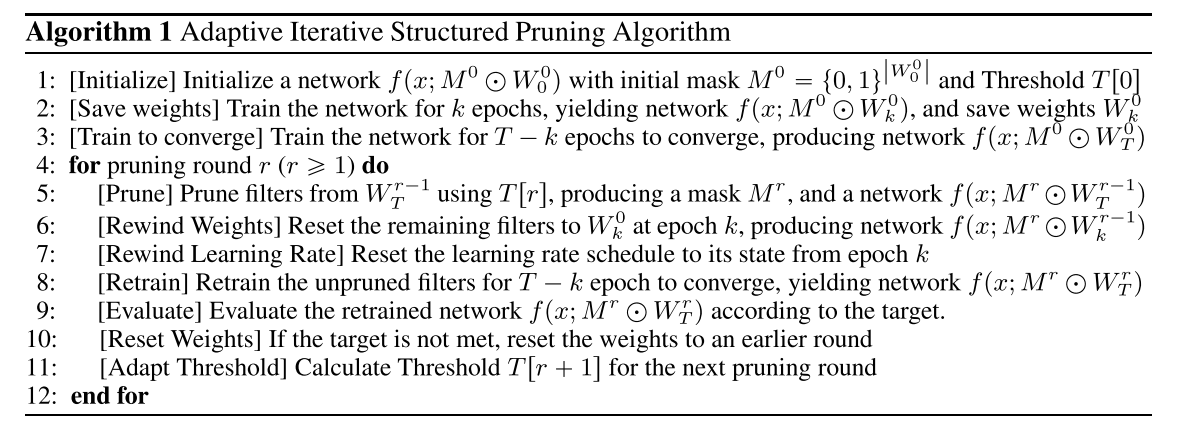 Algorithm 1 Adaptive Iterative Structured Pruning Algorithm
1: [Initialize] Initialize a network $f(x; M^0 \odot W_0^0)$ with initial mask $M^0 = \{0, 1\}^{|W_0^0|}$ and Threshold $T[0]$
2: [Save weights] Train the network for $k$ epochs, yielding network $f(x; M^0 \odot W_k^0)$, and save weights $W_k^0$
3: [Train to converge] Train the network for $T - k$ epochs to converge, producing network $f(x; M^0 \odot W_T^0)$
4: for pruning round $r$ ($r \geqslant 1$) do
5: [Prune] Prune filters from $W_T^{r-1}$ using $T[r]$, producing a mask $M^r$, and a network $f(x; M^r \odot W_T^{r-1})$
6: [Rewind Weights] Reset the remaining filters to $W_k^0$ at epoch $k$, producing network $f(x; M^r \odot W_k^{r-1})$
7: [Rewind Learning Rate] Reset the learning rate schedule to its state from epoch $k$
8: [Retrain] Retrain the unpruned filters for $T - k$ epoch to converge, yielding network $f(x; M^r \odot W_T^r)$
9: [Evaluate] Evaluate the retrained network $f(x; M^r \odot W_T^r)$ according to the target.
10: [Reset Weights] If the target is not met, reset the weights to an earlier round
11: [Adapt Threshold] Calculate Threshold $T[r + 1]$ for the next pruning round
12: end for